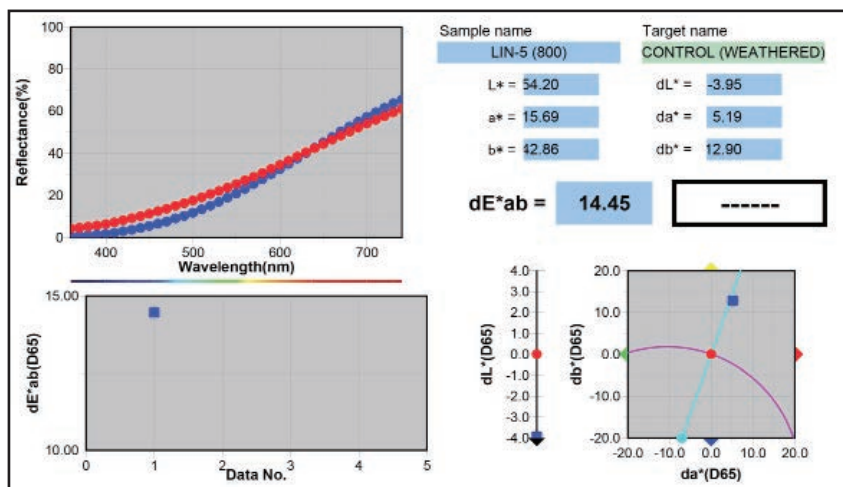 100
80
60
40
20
0
Reflectance(%)
400 500 600 700
Wavelength(nm)
Sample name Target name
LIN-5 (800) CONTROL (WEATHERED)
L* = 54.20 dL* = -3.95
a* = 15.69 da* = 5.19
b* = 42.86 db* = 12.90
dE*ab = 14.45 ------
15.00
10.00
dE*ab(D65)
0 1 2 3 4 5
Data No.
4.0
3.0
2.0
1.0
0.0
-1.0
-2.0
-3.0
-4.0
dL*(D65)
20.0
10.0
0.0
-10.0
-20.0
db*(D65)
-20.0 -10.0 0.0 10.0 20.0
da*(D65)